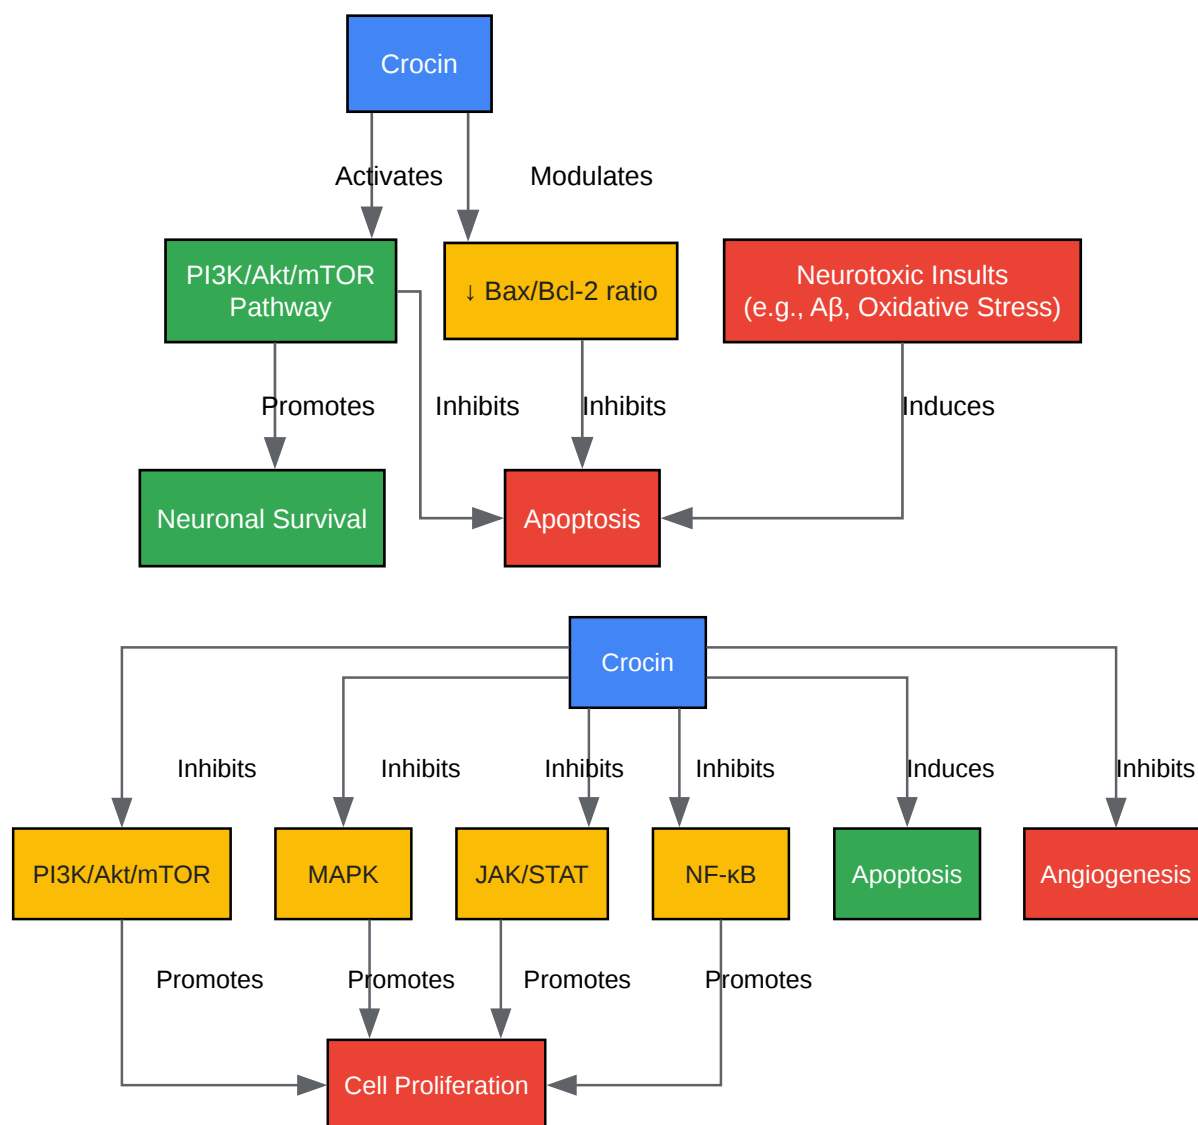 Crocin
Activates
Modulates
PI3K/Akt/mTOR
Pathway
↓ Bax/Bcl-2 ratio
Neurotoxic Insults
(e.g., Aβ, Oxidative Stress)
Promotes
Inhibits
Inhibits
Induces
Neuronal Survival
Apoptosis
Crocin
Inhibits
Inhibits
Inhibits
Inhibits
Induces
Inhibits
PI3K/Akt/mTOR
MAPK
JAK/STAT
NF-κB
Apoptosis
Angiogenesis
Promotes
Promotes
Promotes
Promotes
Cell Proliferation